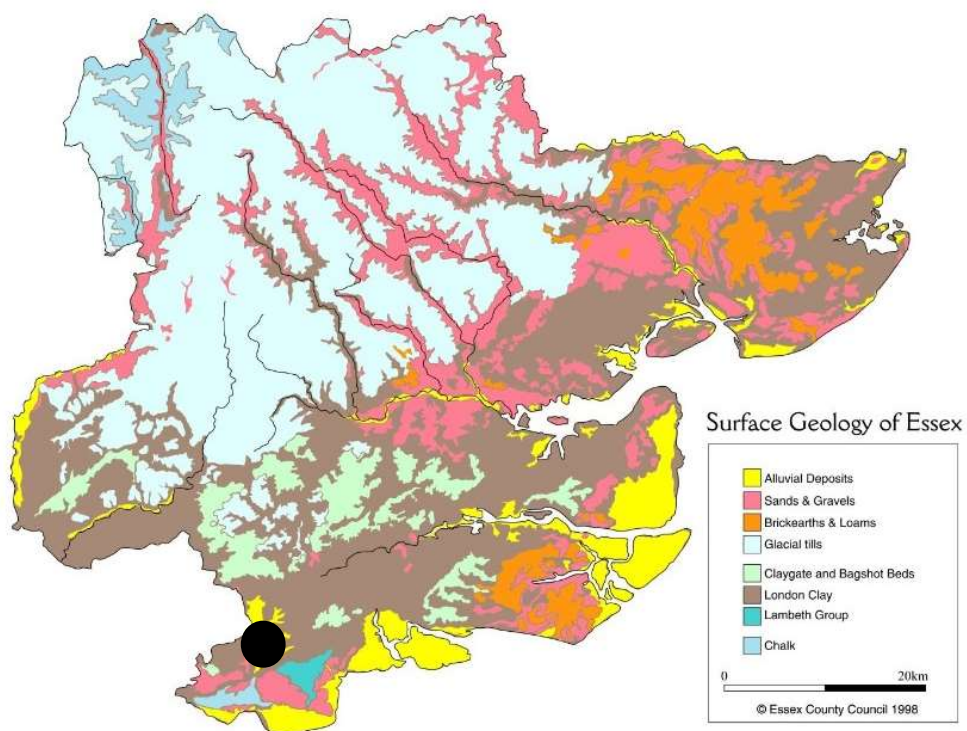 Surface Geology of Essex
Alluvial Deposits
Sands & Gravels
Brickearths & Loams
Glacial tills
Claygate and Bagshot Beds
London Clay
Lambeth Group
Chalk
0 20km
© Essex County Council 1998